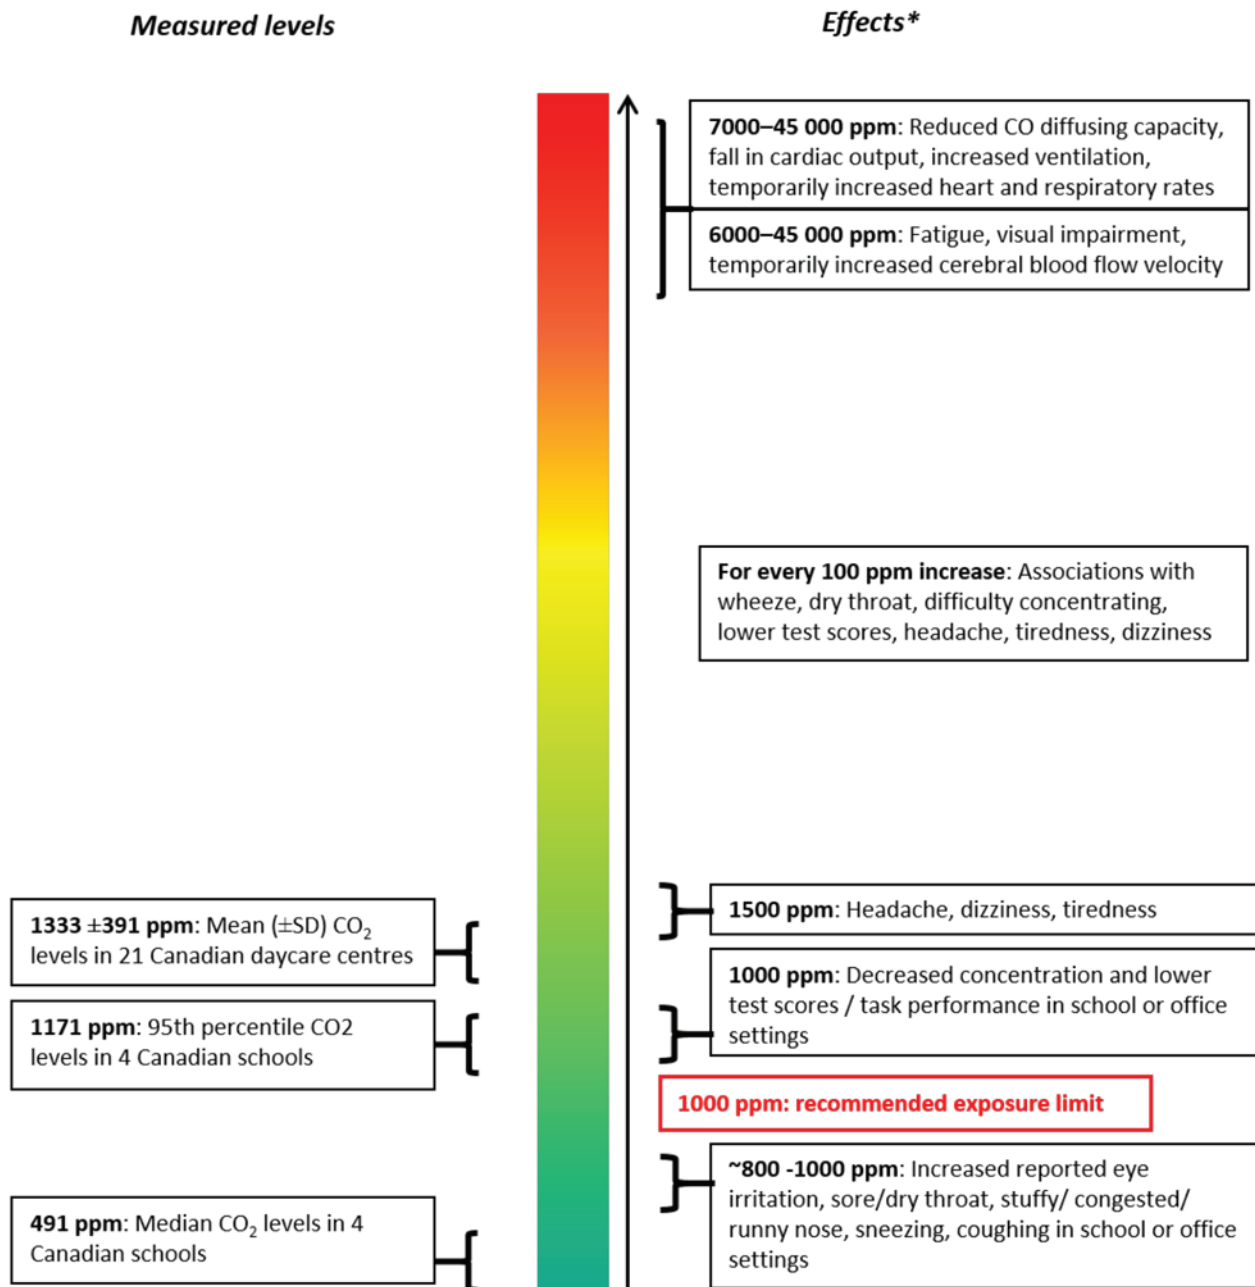 Measured levels
Effects*
7000–45 000 ppm: Reduced CO diffusing capacity,
fall in cardiac output, increased ventilation,
temporarily increased heart and respiratory rates
6000–45 000 ppm: Fatigue, visual impairment,
temporarily increased cerebral blood flow velocity
For every 100 ppm increase: Associations with
wheeze, dry throat, difficulty concentrating,
lower test scores, headache, tiredness, dizziness
1333 ±391 ppm: Mean (±SD) CO₂
levels in 21 Canadian daycare centres
1500 ppm: Headache, dizziness, tiredness
1171 ppm: 95th percentile CO2
levels in 4 Canadian schools
1000 ppm: Decreased concentration and lower
test scores / task performance in school or office
settings
1000 ppm: recommended exposure limit
491 ppm: Median CO₂ levels in 4
Canadian schools
~800 -1000 ppm: Increased reported eye
irritation, sore/dry throat, stuffy/ congested/
runny nose, sneezing, coughing in school or office
settings